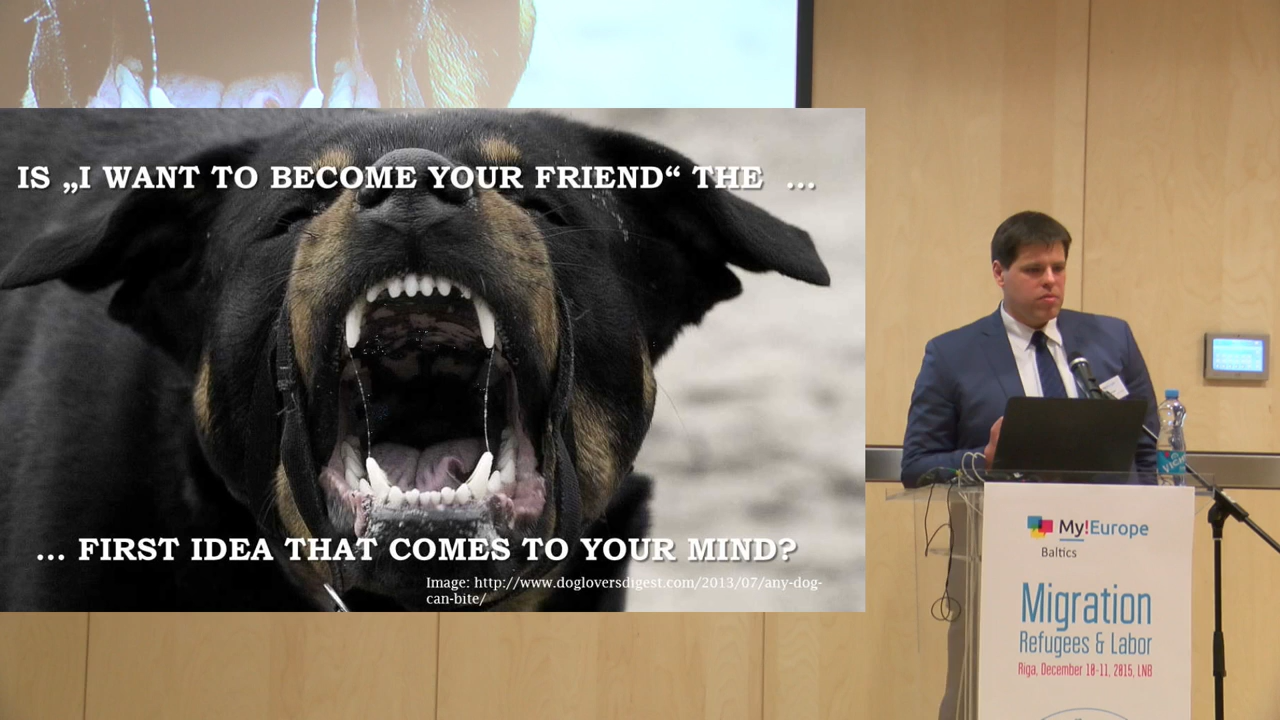 IS „I WANT TO BECOME YOUR FRIEND“ THE ...
... FIRST IDEA THAT COMES TO YOUR MIND?
Image: http://www.dogloversdigest.com/2013/07/any-dog-
can-bite/
My!Europe
Baltics
Migration
Refugees & Labor
Riga, December 10-11, 2015, LNB